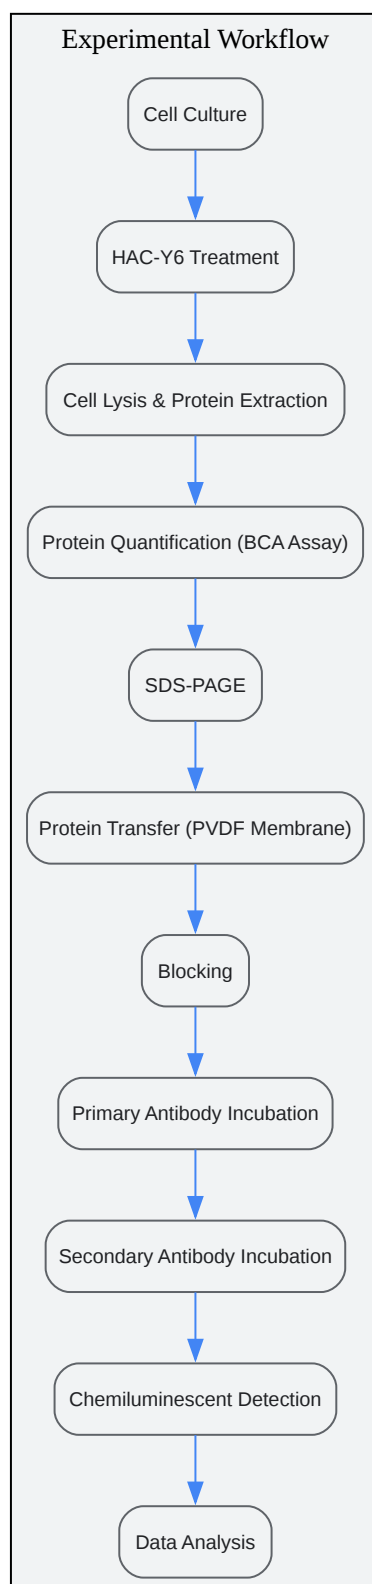 Experimental Workflow
Cell Culture
HAC-Y6 Treatment
Cell Lysis & Protein Extraction
Protein Quantification (BCA Assay)
SDS-PAGE
Protein Transfer (PVDF Membrane)
Blocking
Primary Antibody Incubation
Secondary Antibody Incubation
Chemiluminescent Detection
Data Analysis